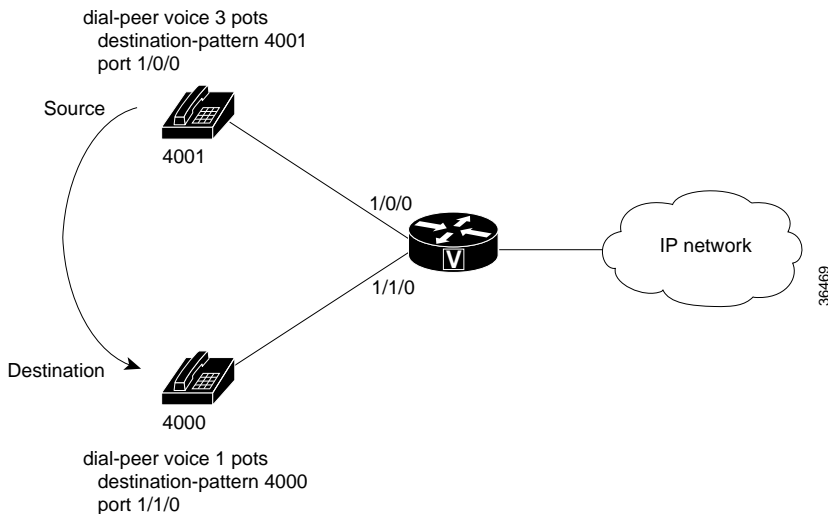 dial-peer voice 3 pots
destination-pattern 4001
port 1/0/0
Source
4001
1/0/0
V
IP network
36469
1/1/0
Destination
4000
dial-peer voice 1 pots
destination-pattern 4000
port 1/1/0